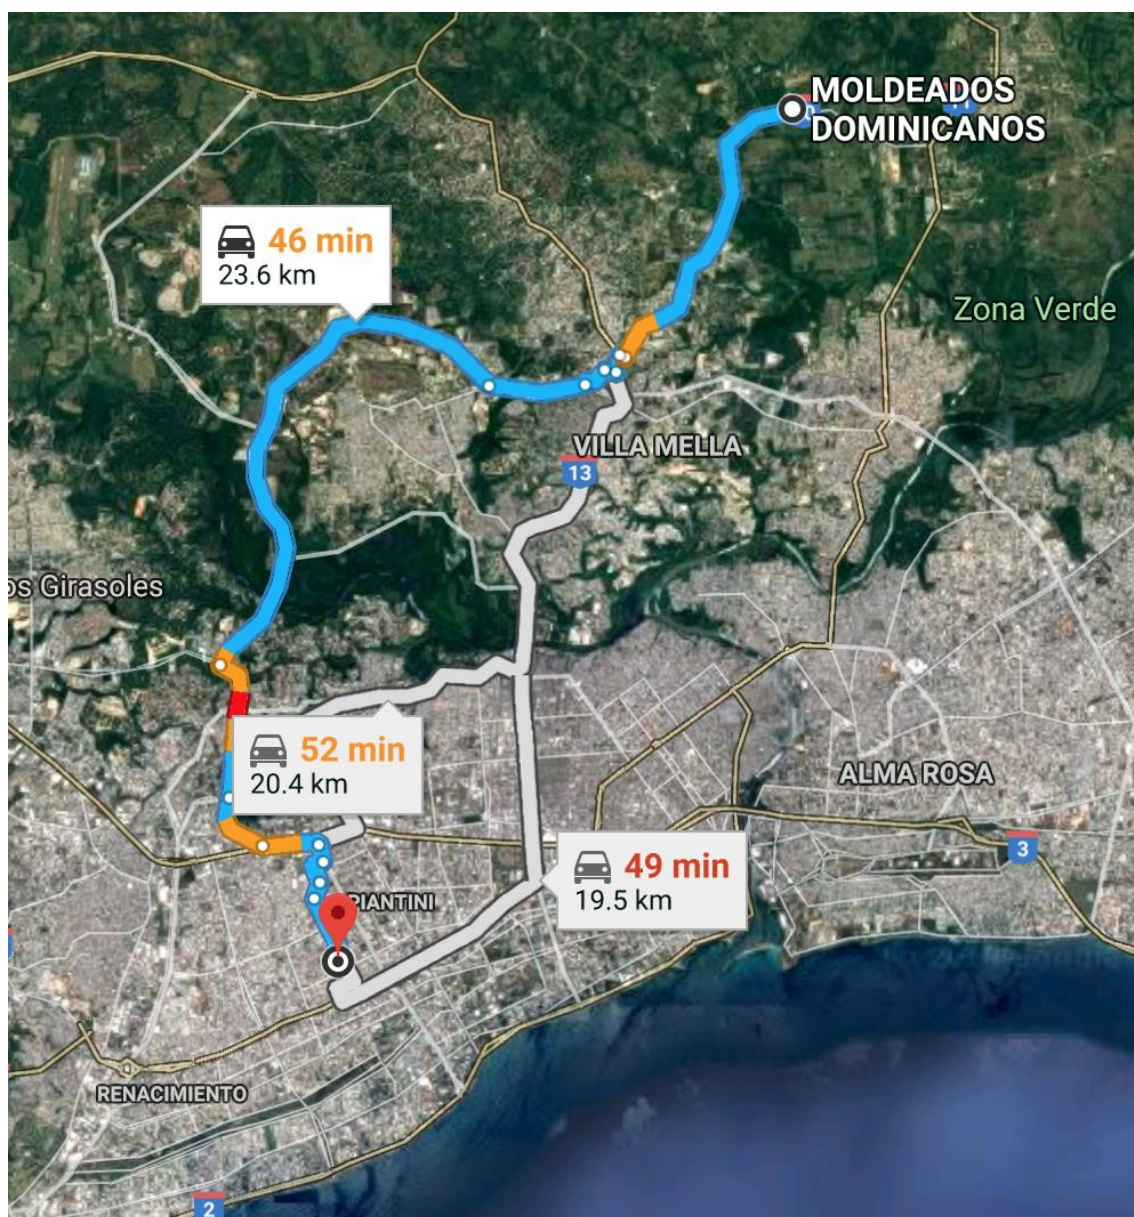 MOLDEADOS
DOMINICANOS
11
46 min
23.6 km
Zona Verde
VILLA MELLA
13
os Girasoles
52 min
20.4 km
ALMA ROSA
3
49 min
19.5 km
PIANTINI
RENACIMIENTO
2